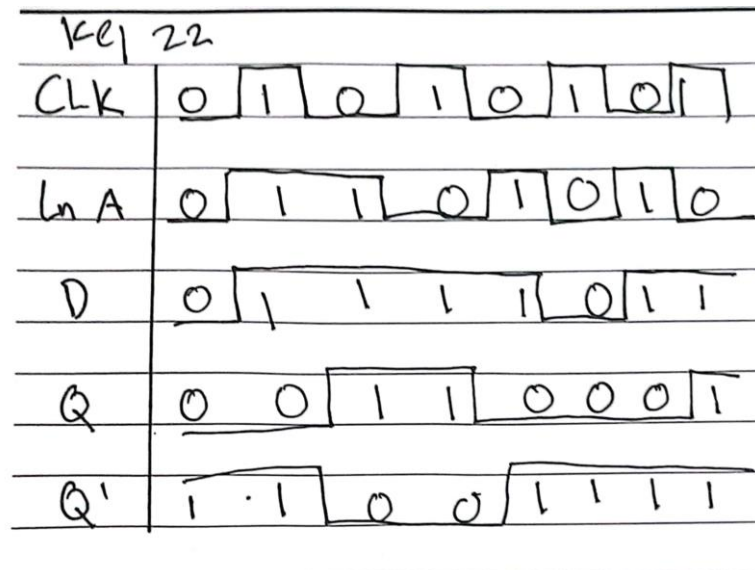 Kej 22
CLK 0 1 0 1 0 1 0 1
In A 0 1 1 0 1 0 1 0
D 0 1 1 1 1 0 1 1
Q 0 0 1 1 0 0 0 1
Q' 1 1 0 0 1 1 1 1